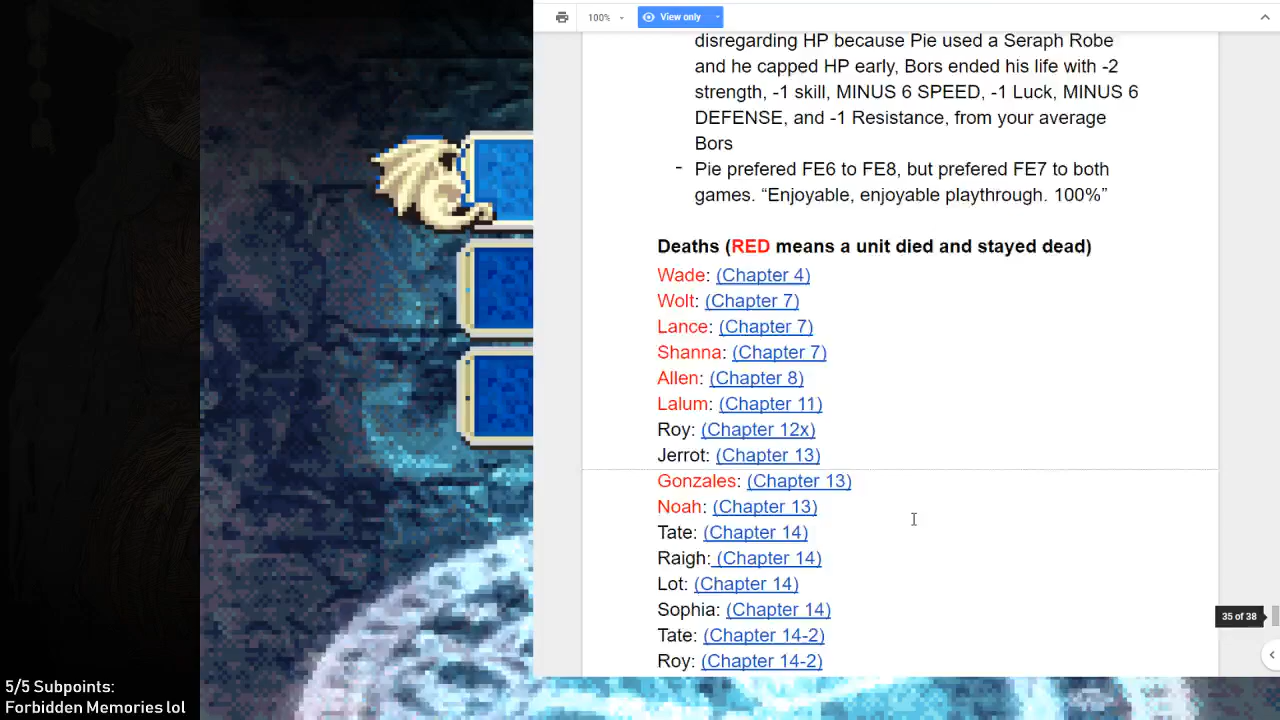 100%
View only
disregarding HP because Pie used a Seraph Robe
and he capped HP early, Bors ended his life with -2
strength, -1 skill, MINUS 6 SPEED, -1 Luck, MINUS 6
DEFENSE, and -1 Resistance, from your average
Bors
- Pie prefered FE6 to FE8, but prefered FE7 to both
games. “Enjoyable, enjoyable playthrough. 100%”
Deaths (RED means a unit died and stayed dead)
Wade: (Chapter 4)
Wolt: (Chapter 7)
Lance: (Chapter 7)
Shanna: (Chapter 7)
Allen: (Chapter 8)
Lalum: (Chapter 11)
Roy: (Chapter 12x)
Jerrot: (Chapter 13)
Gonzales: (Chapter 13)
Noah: (Chapter 13)
Tate: (Chapter 14)
Raigh: (Chapter 14)
Lot: (Chapter 14)
Sophia: (Chapter 14)
Tate: (Chapter 14-2)
Roy: (Chapter 14-2)
35 of 38
5/5 Subpoints:
Forbidden Memories lol